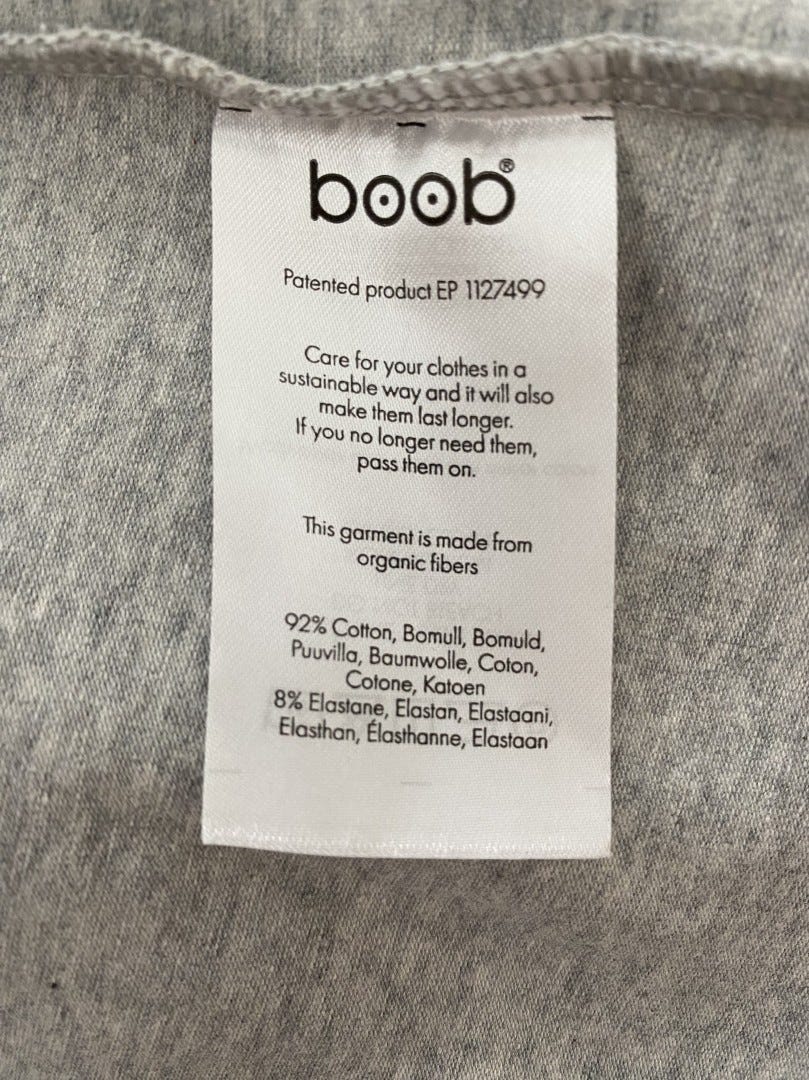 boob®
Patented product EP 1127499
Care for your clothes in a
sustainable way and it will also
make them last longer.
If you no longer need them,
pass them on.
This garment is made from
organic fibers
92% Cotton, Bomull, Bomuld,
Puuvilla, Baumwolle, Coton,
Cotone, Katoen
8% Elastane, Elastan, Elastaani,
Elasthan, Élasthanne, Elastaan